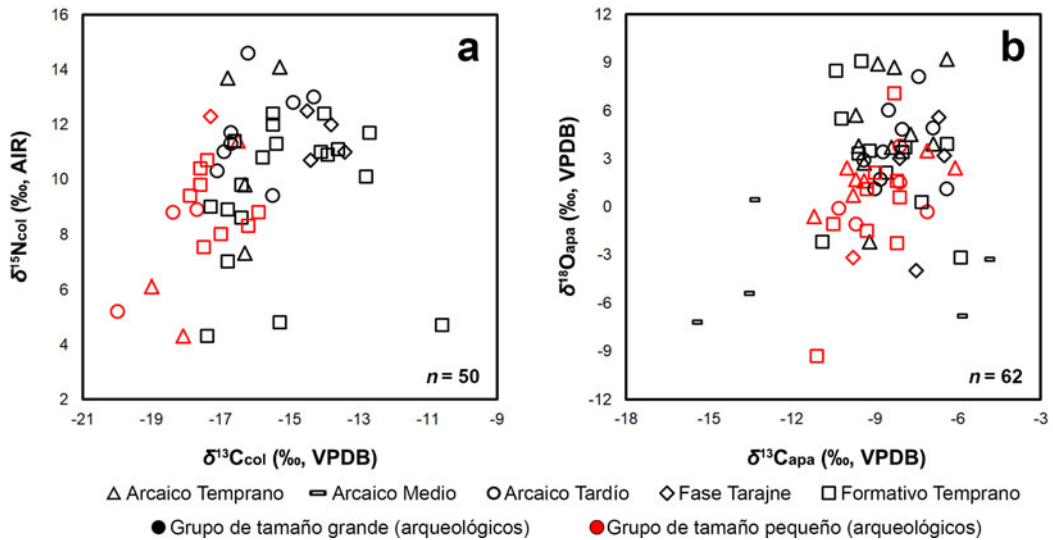 16
14
12
10
8
6
4
2
a
δ¹⁵Ncol (‰, AIR)
n = 50
-21 -19 -17 -15 -13 -11 -9
δ¹³Ccol (‰, VPDB)
12
9
6
3
0
-3
-6
-9
-12
b
δ¹⁸Oapa (‰, VPDB)
n = 62
-18 -15 -12 -9 -6 -3
δ¹³Capa (‰, VPDB)
Arcaico Temprano Arcaico Medio Arcaico Tardío Fase Tarajne Formativo Temprano
Grupo de tamaño grande (arqueológicos) Grupo de tamaño pequeño (arqueológicos)